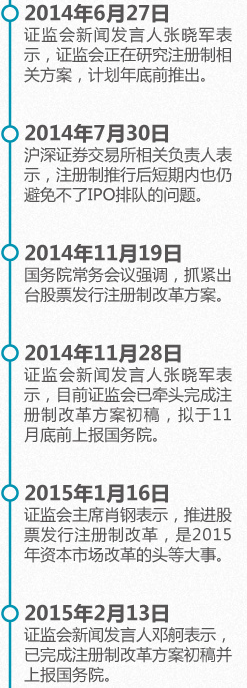 2014年6月27日
证监会新闻发言人张晓军表
示，证监会正在研究注册制相
关方案，计划年底前推出。
2014年7月30日
沪深证券交易所相关负责人表
示，注册制推行后短期内也仍
避免不了IPO排队的问题。
2014年11月19日
国务院常务会议强调，抓紧出
台股票发行注册制改革方案。
2014年11月28日
证监会新闻发言人张晓军表
示，目前证监会已牵头完成注
册制改革方案初稿，拟于11
月底前上报国务院。
2015年1月16日
证监会主席肖钢表示，推进股
票发行注册制改革，是2015
年资本市场改革的头等大事。
2015年2月13日
证监会新闻发言人邓舸表示，
已完成注册制改革方案初稿并
上报国务院。